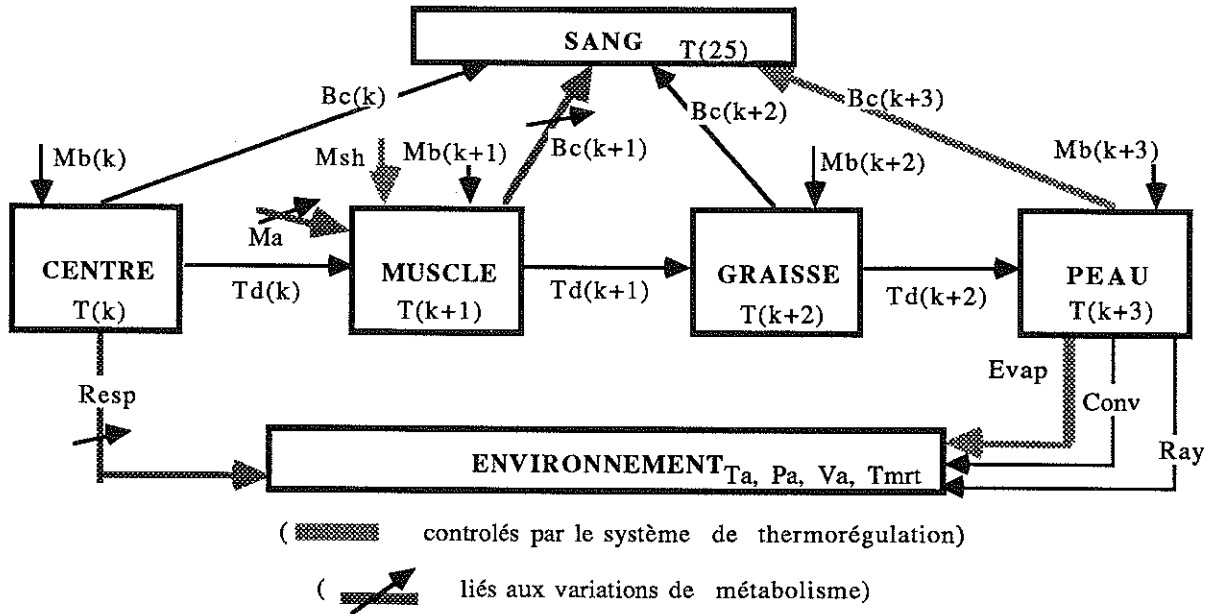 SANG T(25)
Bc(k)
Bc(k+3)
Bc(k+2)
Bc(k+1)
Msh
Mb(k)
Mb(k+1)
Mb(k+2)
Mb(k+3)
Ma
CENTRE
T(k)
Td(k)
MUSCLE
T(k+1)
Td(k+1)
GRAISSE
T(k+2)
Td(k+2)
PEAU
T(k+3)
Resp
Evap
Conv
Ray
ENVIRONNEMENT Ta, Pa, Va, Tmrt
( controlés par le système de thermorégulation)
( liés aux variations de métabolisme)